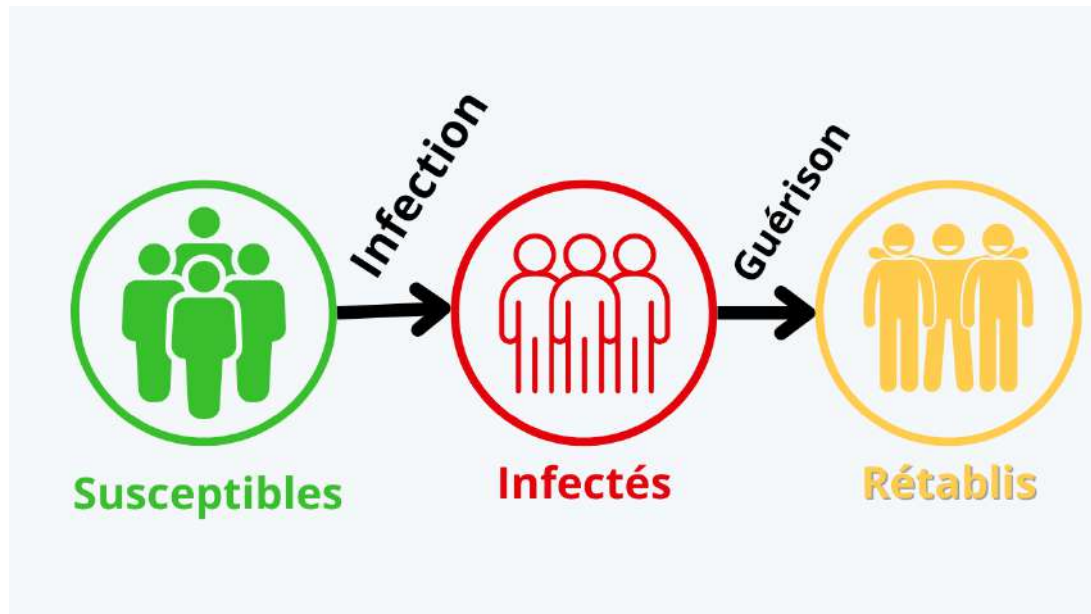 Infection
Guérison
Susceptibles
Infectés
Rétablis